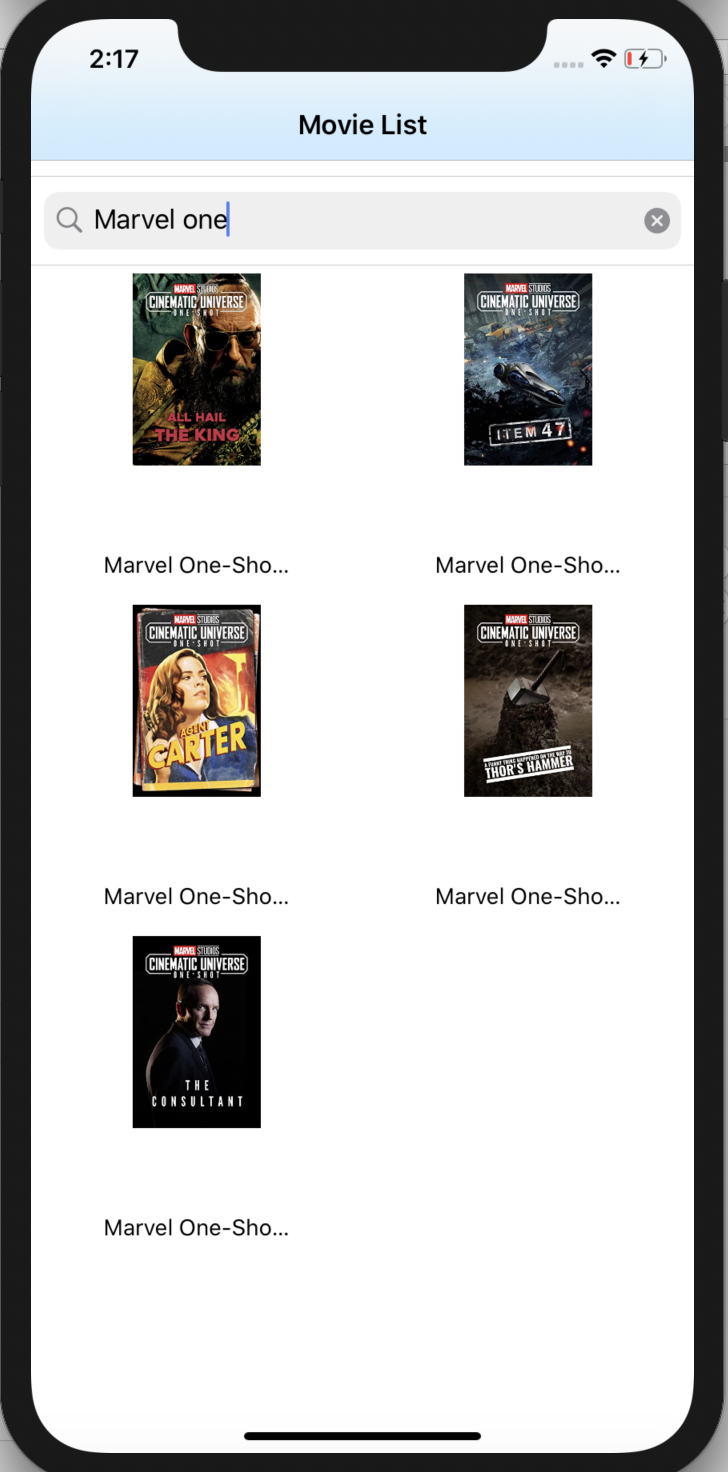 2:17
Movie List
Marvel one
MARVEL STUDIOS
CINEMATIC UNIVERSE
ONE-SHOT
ALL HAIL
THE KING
MARVEL STUDIOS
CINEMATIC UNIVERSE
ONE-SHOT
ITEM 47
Marvel One-Sho...
Marvel One-Sho...
MARVEL STUDIOS
CINEMATIC UNIVERSE
ONE-SHOT
AGENT
CARTER
MARVEL STUDIOS
CINEMATIC UNIVERSE
ONE-SHOT
A FUNNY THING HAPPENED ON THE WAY TO
THOR'S HAMMER
Marvel One-Sho...
Marvel One-Sho...
MARVEL STUDIOS
CINEMATIC UNIVERSE
ONE-SHOT
THE
CONSULTANT
Marvel One-Sho...